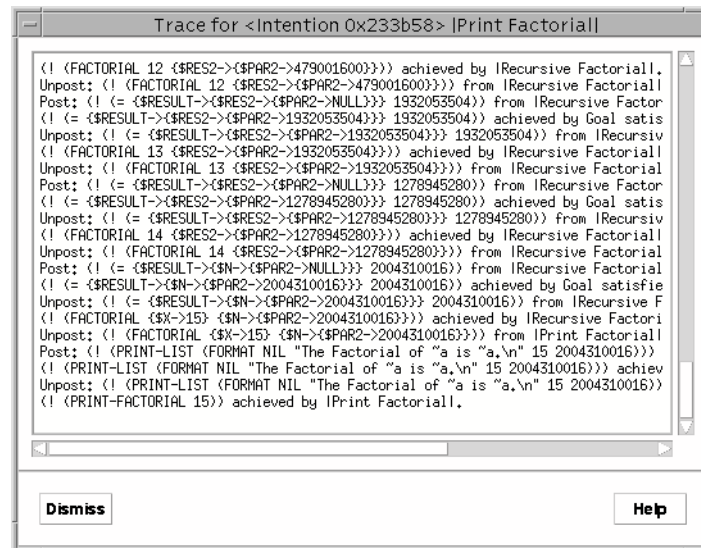 Trace for <Intention 0x233b58> |Print Factorial|
(! (FACTORIAL 12 {$RES2->{$PAR2->479001600}})) achieved by |Recursive Factorial|.
Unpost: (! (FACTORIAL 12 {$RES2->{$PAR2->479001600}})) from |Recursive Factorial|
Post: (! (= {$RESULT->{$RES2->{$PAR2->NULL}}} 1932053504)) from |Recursive Factor
(! (= {$RESULT->{$RES2->{$PAR2->1932053504}}} 1932053504)) achieved by Goal satis
Unpost: (! (= {$RESULT->{$RES2->{$PAR2->1932053504}}} 1932053504)) from |Recursiv
(! (FACTORIAL 13 {$RES2->{$PAR2->1932053504}})) achieved by |Recursive Factorial|
Unpost: (! (FACTORIAL 13 {$RES2->{$PAR2->1932053504}})) from |Recursive Factorial
Post: (! (= {$RESULT->{$RES2->{$PAR2->NULL}}} 1278945280)) from |Recursive Factor
(! (= {$RESULT->{$RES2->{$PAR2->1278945280}}} 1278945280)) achieved by Goal satis
Unpost: (! (= {$RESULT->{$RES2->{$PAR2->1278945280}}} 1278945280)) from |Recursiv
(! (FACTORIAL 14 {$RES2->{$PAR2->1278945280}})) achieved by |Recursive Factorial|
Unpost: (! (FACTORIAL 14 {$RES2->{$PAR2->1278945280}})) from |Recursive Factorial
Post: (! (= {$RESULT->{$N->{$PAR2->NULL}}} 2004310016)) from |Recursive Factorial
(! (= {$RESULT->{$N->{$PAR2->2004310016}}} 2004310016)) achieved by Goal satisfie
Unpost: (! (= {$RESULT->{$N->{$PAR2->2004310016}}} 2004310016)) from |Recursive F
(! (FACTORIAL {$X->15} {$N->{$PAR2->2004310016}})) achieved by |Recursive Factori
Unpost: (! (FACTORIAL {$X->15} {$N->{$PAR2->2004310016}})) from |Print Factorial|
Post: (! (PRINT-LIST (FORMAT NIL "The Factorial of ~a is ~a.\n" 15 2004310016)))
(! (PRINT-LIST (FORMAT NIL "The Factorial of ~a is ~a.\n" 15 2004310016))) achiev
Unpost: (! (PRINT-LIST (FORMAT NIL "The Factorial of ~a is ~a.\n" 15 2004310016))
(! (PRINT-FACTORIAL 15)) achieved by |Print Factorial|.
Dismiss Help